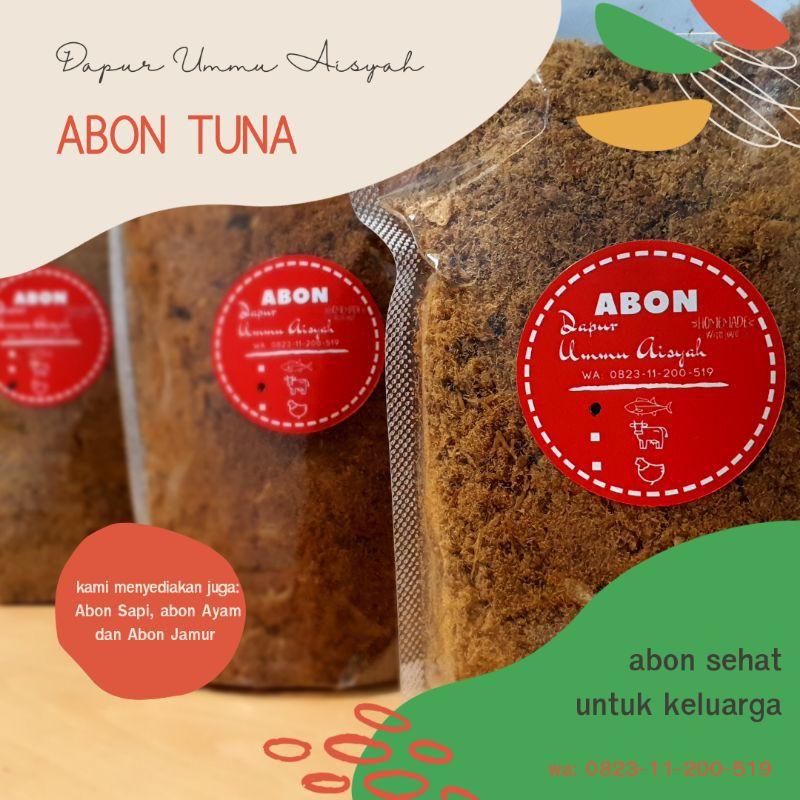 Dapur Ummu Aisyah
ABON TUNA
ABON
ABON
Dapur
Ummu Aisyah
WA: 0823-11-200-519
ABON
Dapur
>HOMEMADE<
With love
Ummu Aisyah
WA: 0823-11-200-519
kami menyediakan juga:
Abon Sapi, abon Ayam
dan Abon Jamur
abon sehat
untuk keluarga
wa: 0823-11-200-519